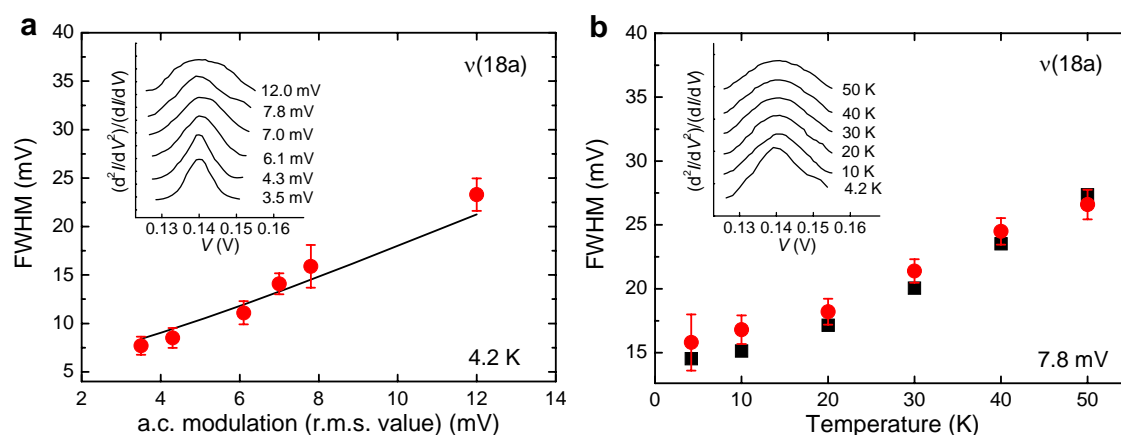 a
FWHM (mV)
40
35
30
25
20
15
10
5
2
4
6
8
10
12
14
a.c. modulation (r.m.s. value) (mV)
ν(18a)
4.2 K
(d²I/dV²)/(dI/dV)
12.0 mV
7.8 mV
7.0 mV
6.1 mV
4.3 mV
3.5 mV
0.13 0.14 0.15 0.16
V (V)
b
FWHM (mV)
40
35
30
25
20
15
0
10
20
30
40
50
Temperature (K)
ν(18a)
7.8 mV
(d²I/dV²)/(dI/dV)
50 K
40 K
30 K
20 K
10 K
4.2 K
0.13 0.14 0.15 0.16
V (V)